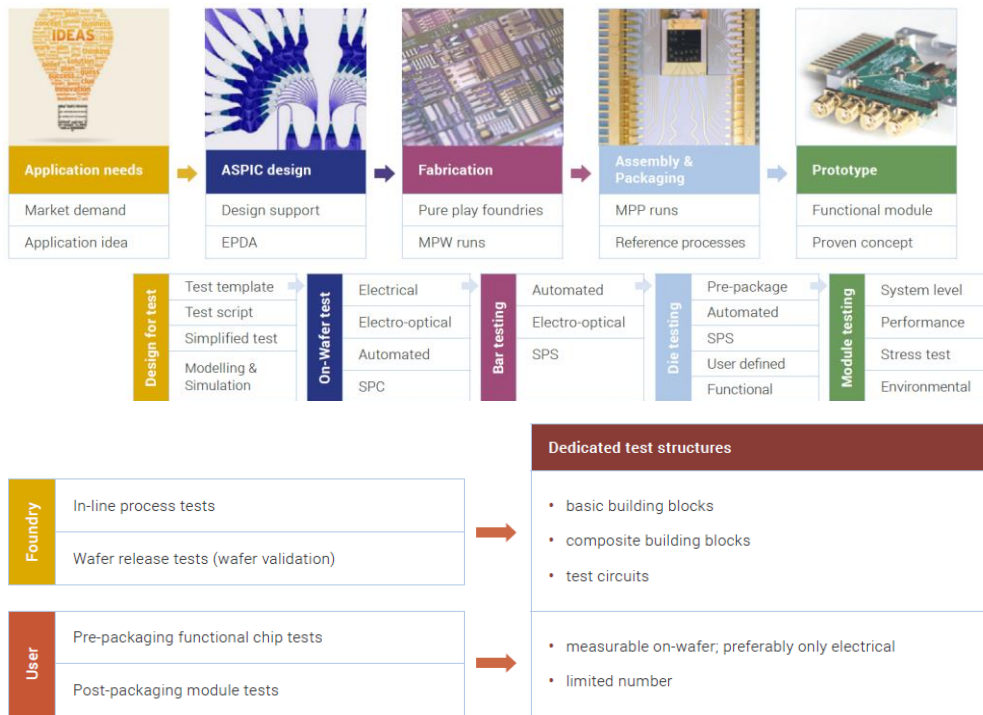 IDEAS
Application needs
Market demand
Application idea
ASPIC design
Design support
EPDA
Fabrication
Pure play foundries
MPW runs
Assembly &
Packaging
MPP runs
Reference processes
Prototype
Functional module
Proven concept
Design for test
Test template
Test script
Simplified test
Modelling &
Simulation
On-Wafer test
Electrical
Electro-optical
Automated
SPC
Bar testing
Automated
Electro-optical
SPS
Die testing
Pre-package
Automated
SPS
User defined
Functional
Module testing
System level
Performance
Stress test
Environmental
Foundry
In-line process tests
Wafer release tests (wafer validation)
Dedicated test structures
• basic building blocks
• composite building blocks
• test circuits
User
Pre-packaging functional chip tests
Post-packaging module tests
• measurable on-wafer; preferably only electrical
• limited number